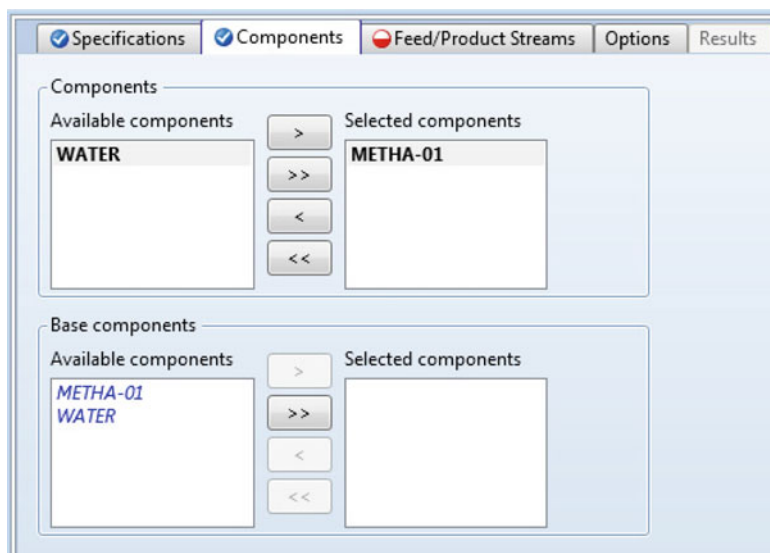 Specifications Components Feed/Product Streams Options Results
Components
Available components Selected components
WATER > METHA-01
>>
<
<<
Base components
Available components Selected components
>
METHA-01
WATER >>
<
<<